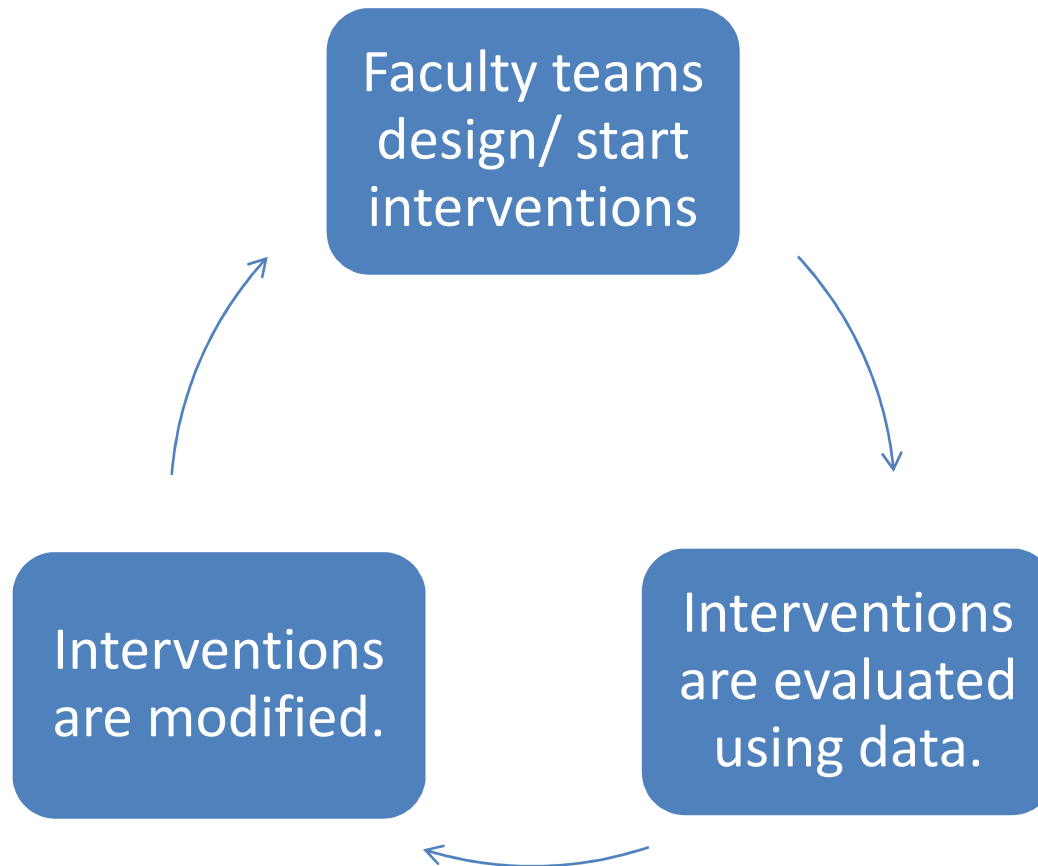 Faculty teams
design/ start
interventions
Interventions
are evaluated
using data.
Interventions
are modified.